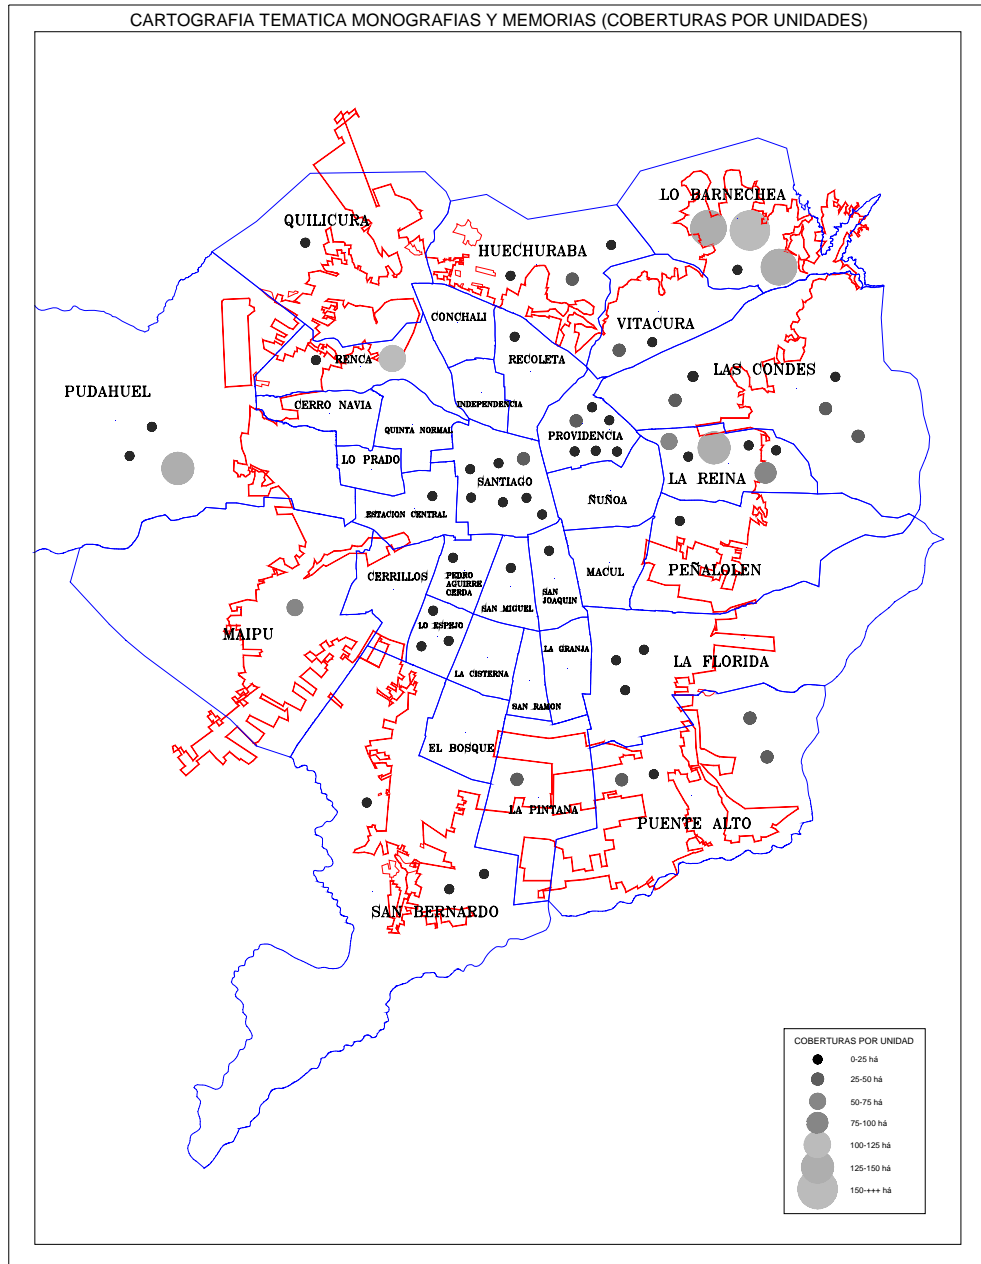 CARTOGRAFIA TEMATICA MONOGRAFIAS Y MEMORIAS (COBERTURAS POR UNIDADES)
LO BARNECHEA
QUILICURA
HUECHURABA
CONCHALI
VITACURA
RENCA
RECOLETA
LAS CONDES
PUDAHUEL
CERRO NAVIA
INDEPENDENCIA
QUINTA NORMAL
PROVIDENCIA
LO PRADO
SANTIAGO
LA REINA
ÑUÑOA
ESTACION CENTRAL
CERRILLOS
PEDRO
AGUIRRE
CERDA
SAN MIGUEL
SAN
JOAQUIN
MACUL
PEÑALOLEN
MAIPU
LO ESPEJO
LA GRANJA
LA CISTERNA
LA FLORIDA
SAN RAMON
EL BOSQUE
LA PINTANA
PUENTE ALTO
SAN BERNARDO
COBERTURAS POR UNIDAD
0-25 há
25-50 há
50-75 há
75-100 há
100-125 há
125-150 há
150-+++ há